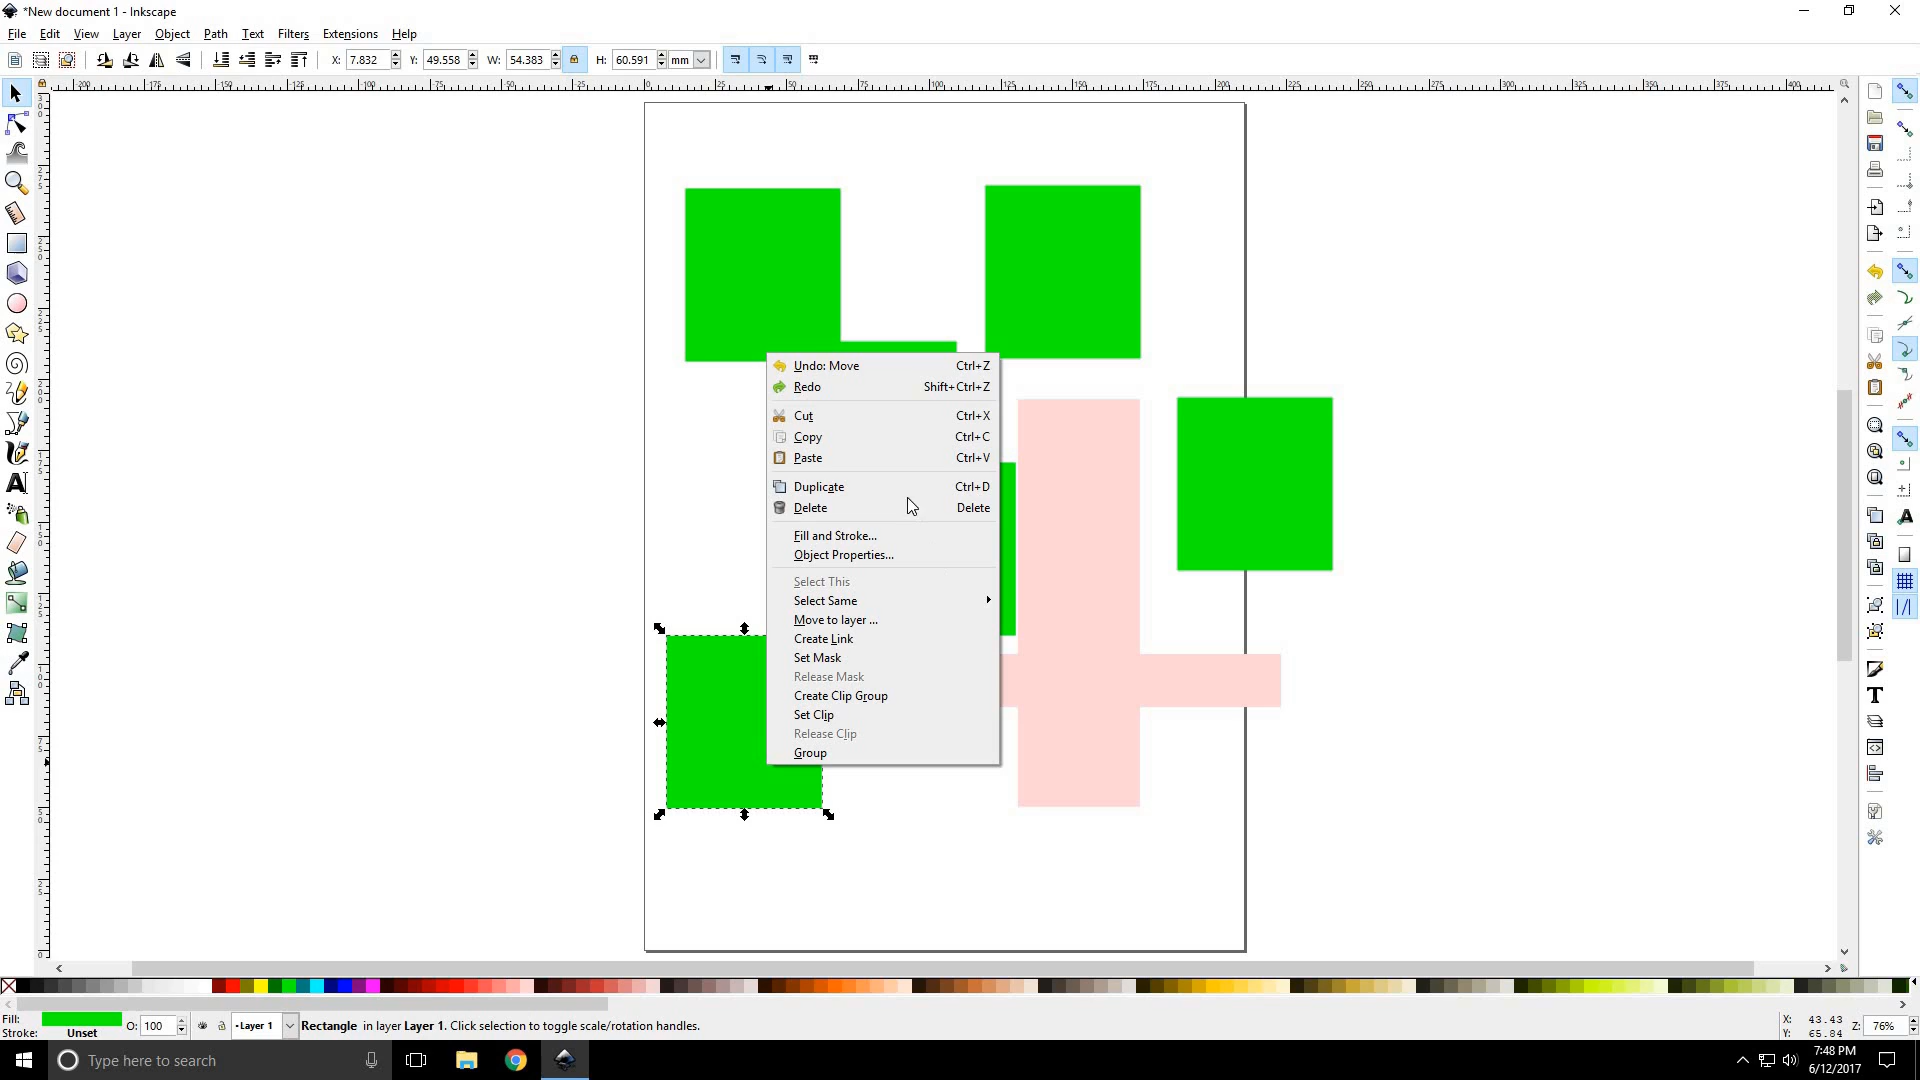 *New document 1 - Inkscape
File Edit View Layer Object Path Text Filters Extensions Help
X: 7.832 Y: 49.558 W: 54.383 H: 60.591 mm
Undo: Move Ctrl+Z
Redo Shift+Ctrl+Z
Cut Ctrl+X
Copy Ctrl+C
Paste Ctrl+V
Duplicate Ctrl+D
Delete Delete
Fill and Stroke...
Object Properties...
Select This
Select Same
Move to layer ...
Create Link
Set Mask
Release Mask
Create Clip Group
Set Clip
Release Clip
Group
Fill:
Stroke: Unset
O: 100
•Layer 1
Rectangle in layer Layer 1. Click selection to toggle scale/rotation handles.
X: 43.43
Y: 65.84
Z: 76%
Type here to search
7:48 PM
6/12/2017